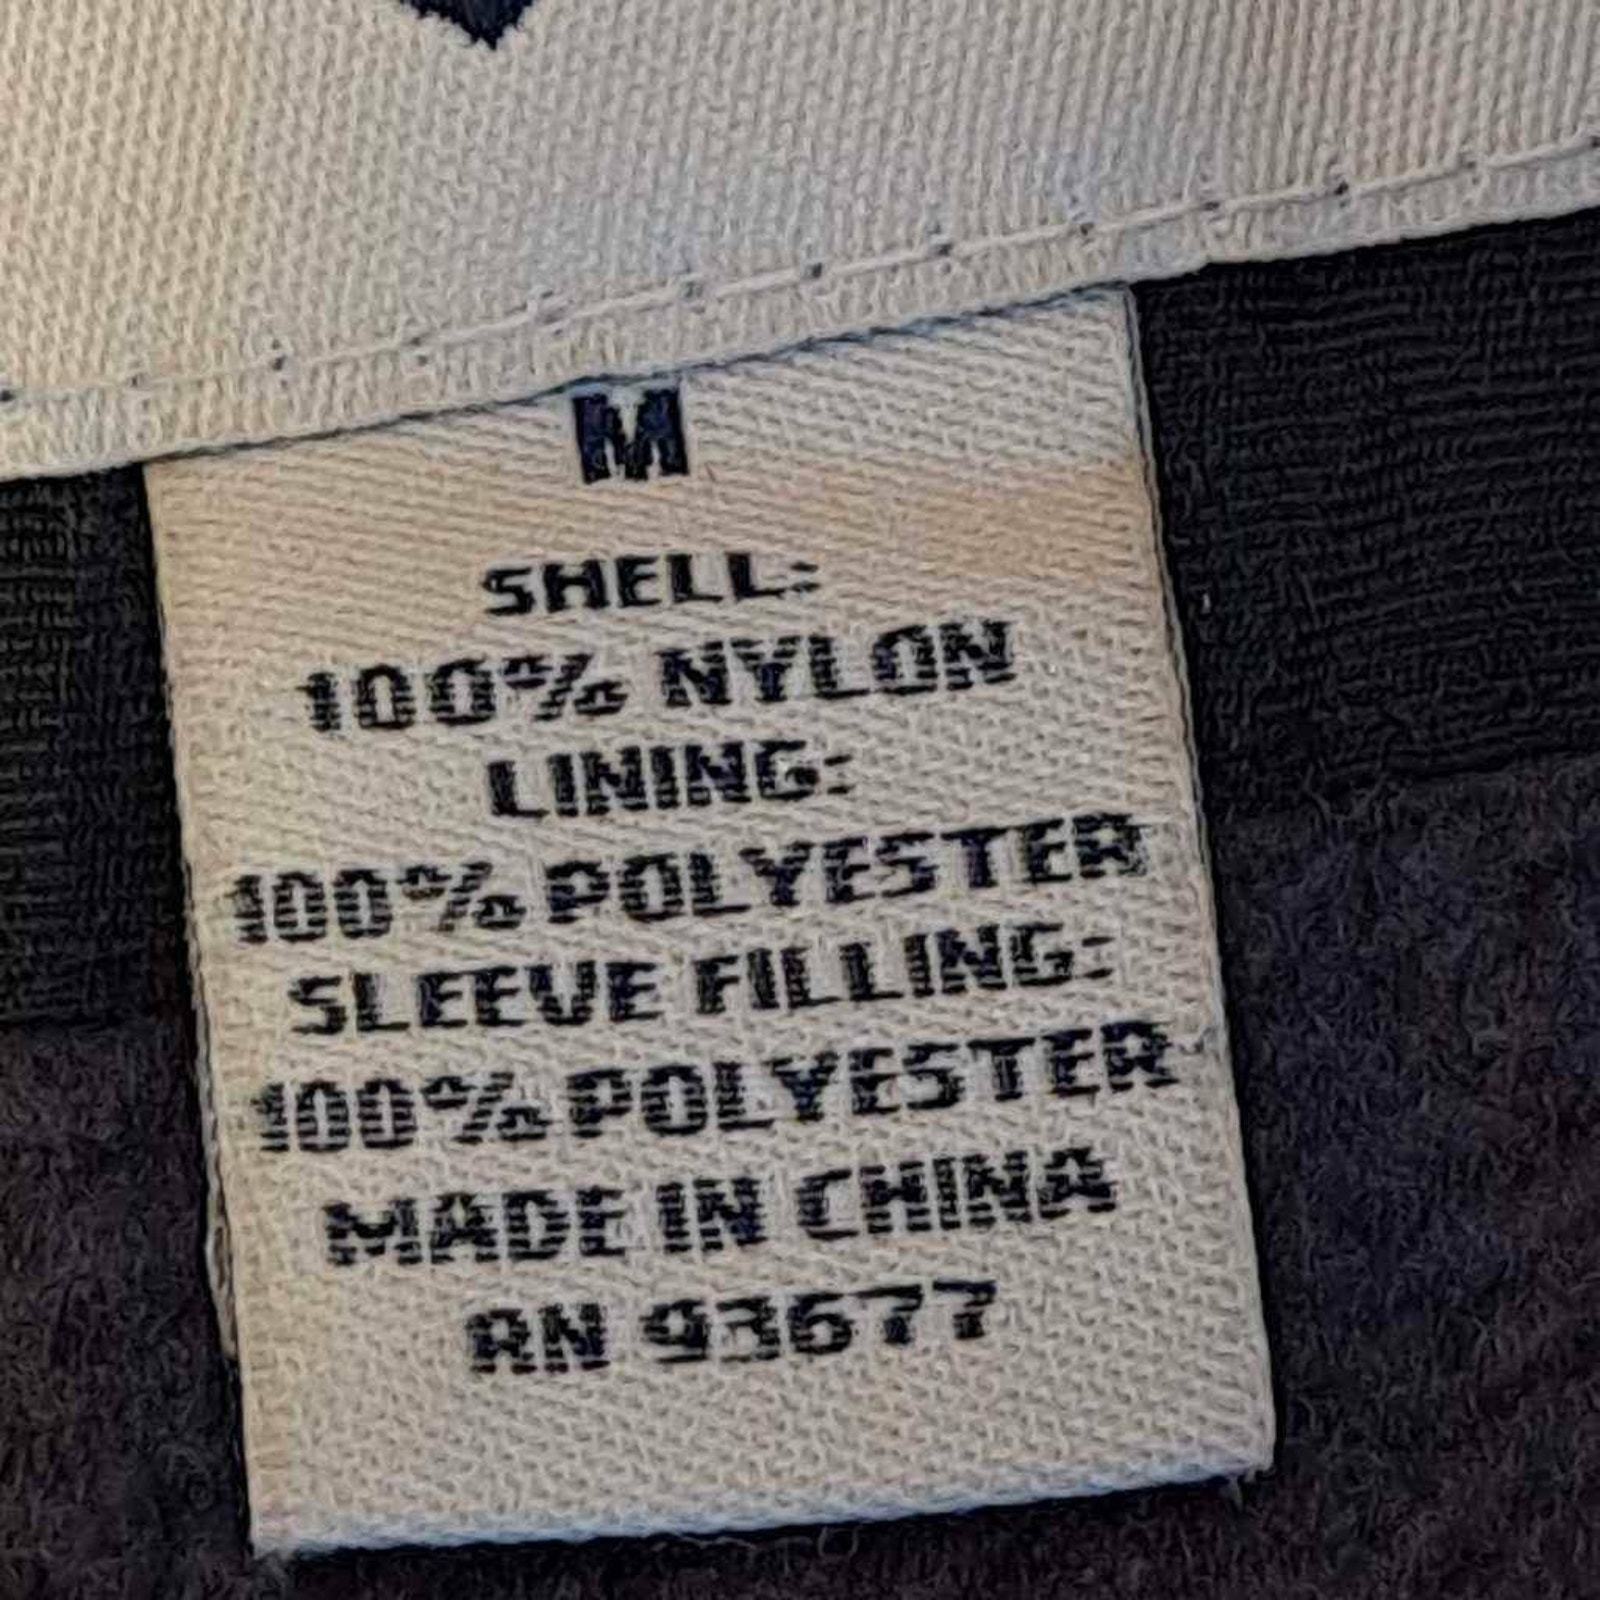 M
SHELL:
100% NYLON
LINING:
100% POLYESTER
SLEEVE FILLING:
100% POLYESTER
MADE IN CHINA
RN 93677